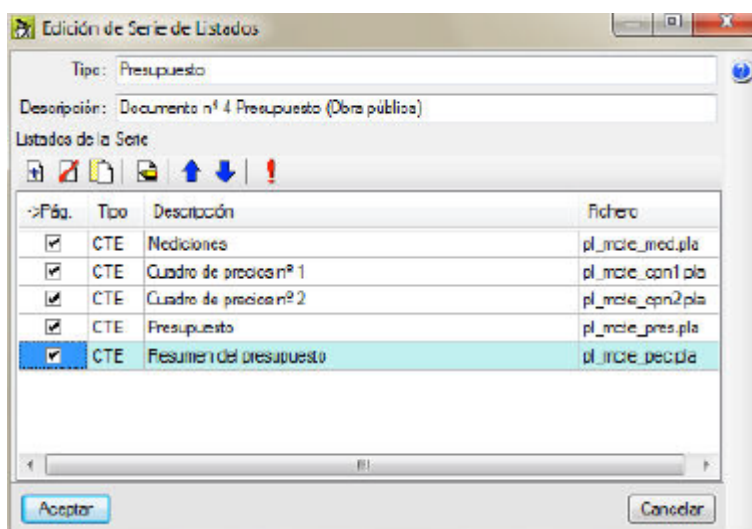 Edición de Serie de Listados
Tipo: Presupuesto
Descripción: Documento nº 4 Presupuesto (Obra pública)
Listados de la Serie
->Pág. Tipo Descripción Fichero
CTE Mediciones pl_mcte_med.pla
CTE Cuadro de precios nº 1 pl_mcte_cpn1.pla
CTE Cuadro de precios nº 2 pl_mcte_cpn2.pla
CTE Presupuesto pl_mcte_pres.pla
CTE Resumen del presupuesto pl_mcte_pec.pla
Aceptar Cancelar